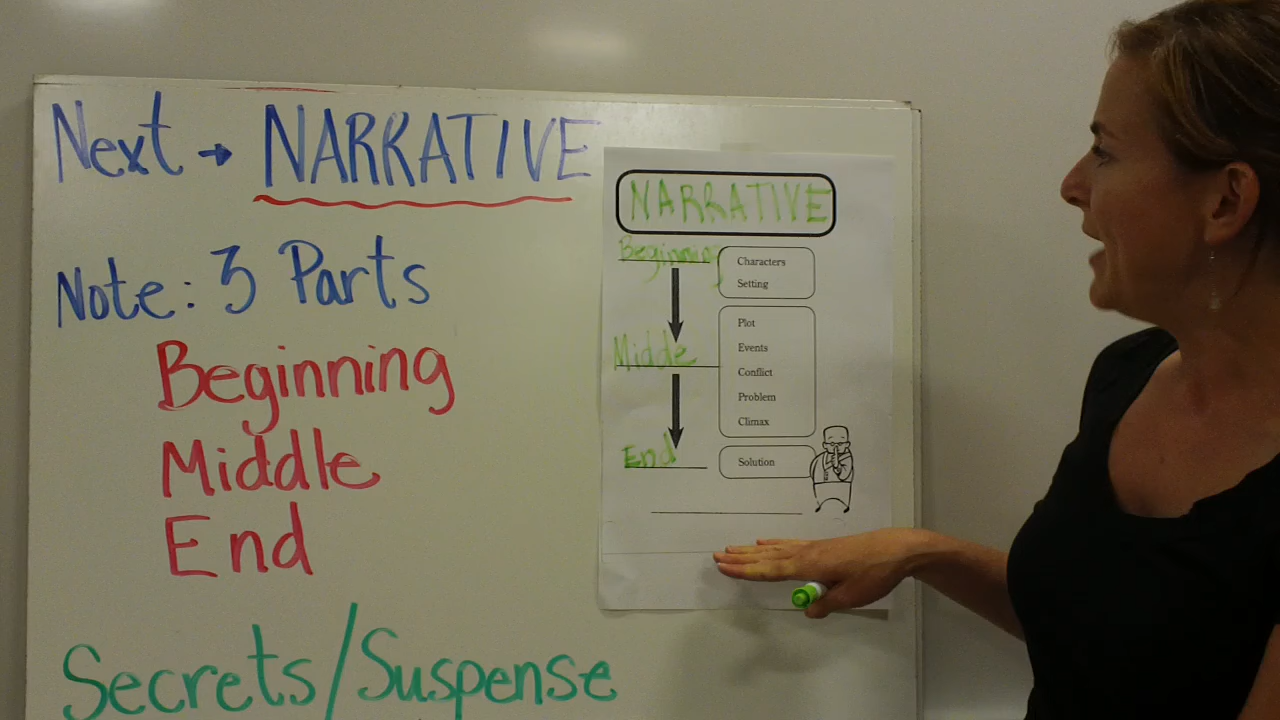 Next → NARRATIVE
Note: 3 Parts
Beginning
Middle
End
Secrets/Suspense
NARRATIVE
Beginning
Characters
Setting
Middle
Plot
Events
Conflict
Problem
Climax
End
Solution